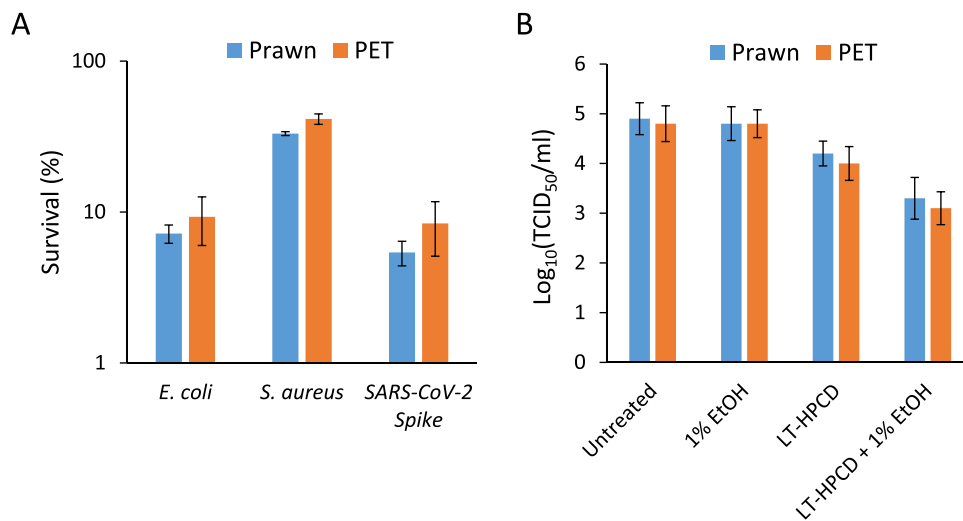 A
Prawn PET
100
10
1
Survival (%)
E. coli S. aureus SARS-CoV-2
Spike
B
Prawn PET
6
5
4
3
2
1
0
Log10(TCID50/ml)
Untreated
1% EtOH
LT-HPCD
LT-HPCD + 1% EtOH